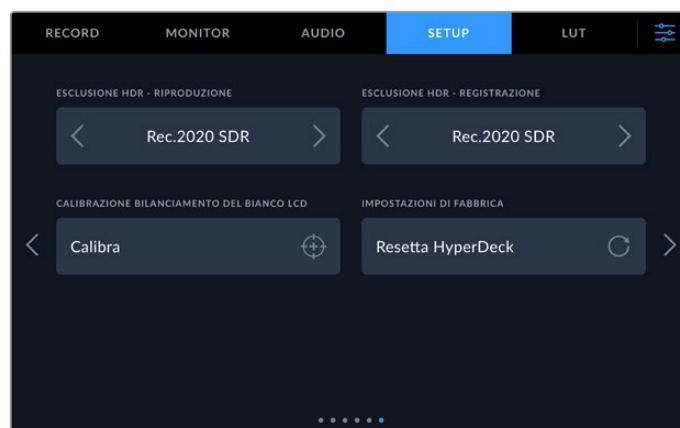 RECORD MONITOR AUDIO SETUP LUT
ESCLUSIONE HDR - RIPRODUZIONE ESCLUSIONE HDR - REGISTRAZIONE
Rec.2020 SDR Rec.2020 SDR
CALIBRAZIONE BILANCIAMENTO DEL BIANCO LCD IMPOSTAZIONI DI FABBRICA
Calibra Resetta HyperDeck